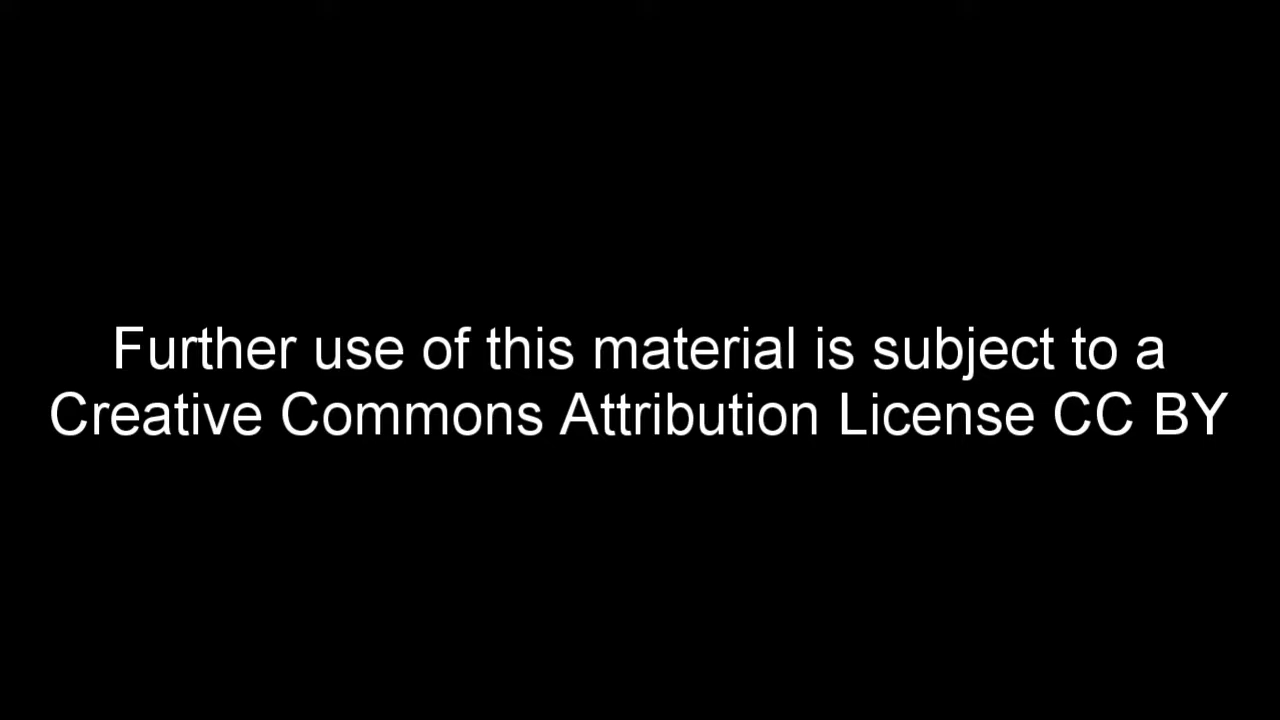 Further use of this material is subject to a
Creative Commons Attribution License CC BY